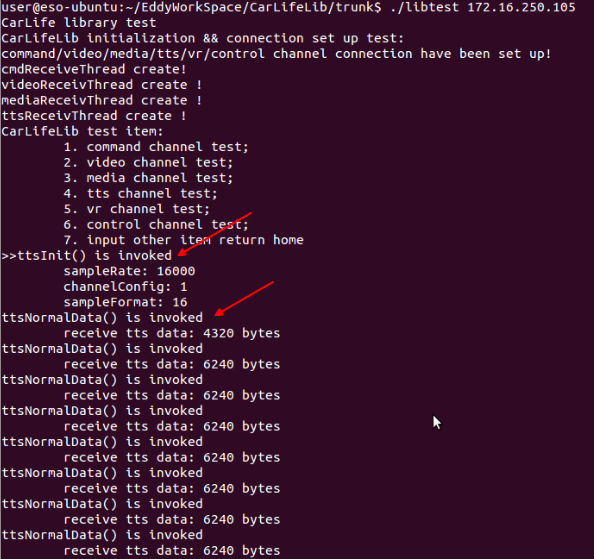 user@eso-ubuntu:~/EddyWorkSpace/CarLifeLib/trunk$ ./libtest 172.16.250.105
CarLife library test
CarLifeLib initialization && connection set up test:
command/video/media/tts/vr/control channel connection have been set up!
cmdReceiveThread create!
videoReceivThread create !
mediaReceivThread create !
ttsReceivThread create !
CarLifeLib test item:
1. command channel test;
2. video channel test;
3. media channel test;
4. tts channel test;
5. vr channel test;
6. control channel test;
7. input other item return home
>>ttsInit() is invoked
sampleRate: 16000
channelConfig: 1
sampleFormat: 16
ttsNormalData() is invoked
receive tts data: 4320 bytes
ttsNormalData() is invoked
receive tts data: 6240 bytes
ttsNormalData() is invoked
receive tts data: 6240 bytes
ttsNormalData() is invoked
receive tts data: 6240 bytes
ttsNormalData() is invoked
receive tts data: 6240 bytes
ttsNormalData() is invoked
receive tts data: 6240 bytes
ttsNormalData() is invoked
receive tts data: 6240 bytes
ttsNormalData() is invoked
receive tts data: 6240 bytes